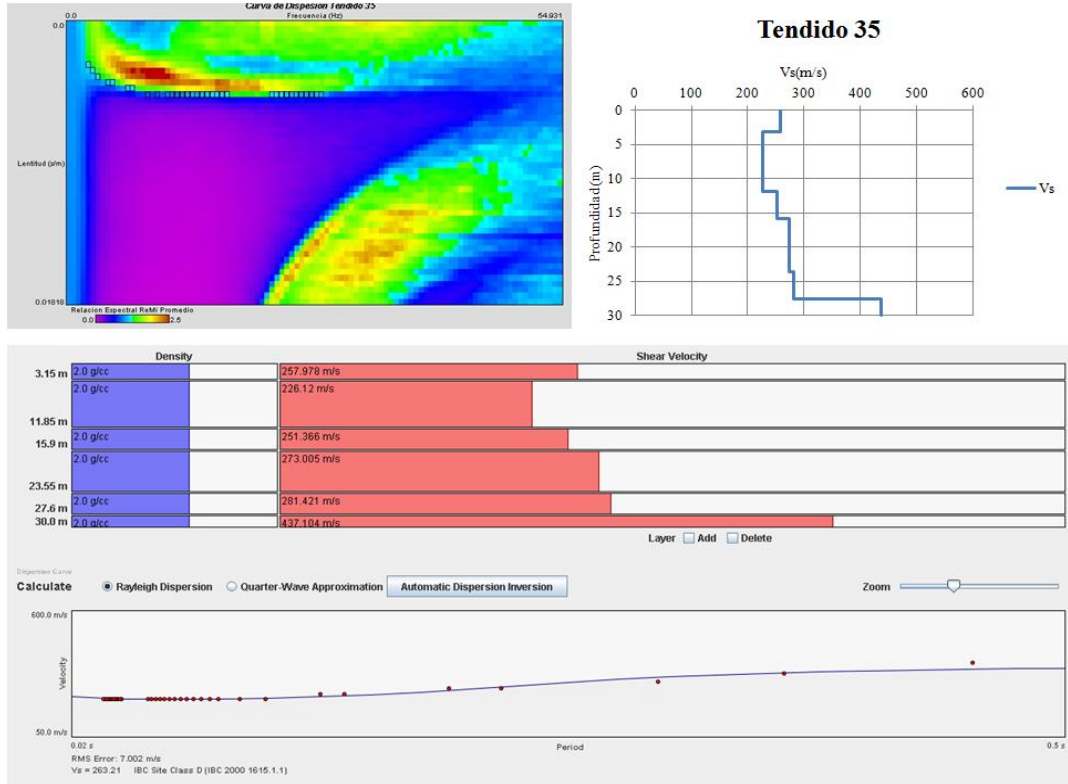 Curva de Dispesión Tendido 35
0.0 Frecuencia (Hz) 54.931
0.0
Lentitud (s/m)
0.01818
Relacion Espectral ReMi Promedio
0.0 2.5
Tendido 35
Vs(m/s)
0 100 200 300 400 500 600
Profundidad(m)
0
5
10
15
20
25
30
Vs
Density Shear Velocity
3.15 m 2.0 g/cc 257.978 m/s
11.85 m 2.0 g/cc 226.12 m/s
15.9 m 2.0 g/cc 251.366 m/s
23.55 m 2.0 g/cc 273.005 m/s
27.6 m 2.0 g/cc 281.421 m/s
30.0 m 2.0 g/cc 437.104 m/s
Layer Add Delete
Dispersion Curve
Calculate Rayleigh Dispersion Quarter-Wave Approximation Automatic Dispersion Inversion Zoom
600.0 m/s
Velocity
50.0 m/s
0.02 s Period 0.5 s
RMS Error: 7.002 m/s
Vs = 263.21 IBC Site Class D (IBC 2000 1615.1.1)